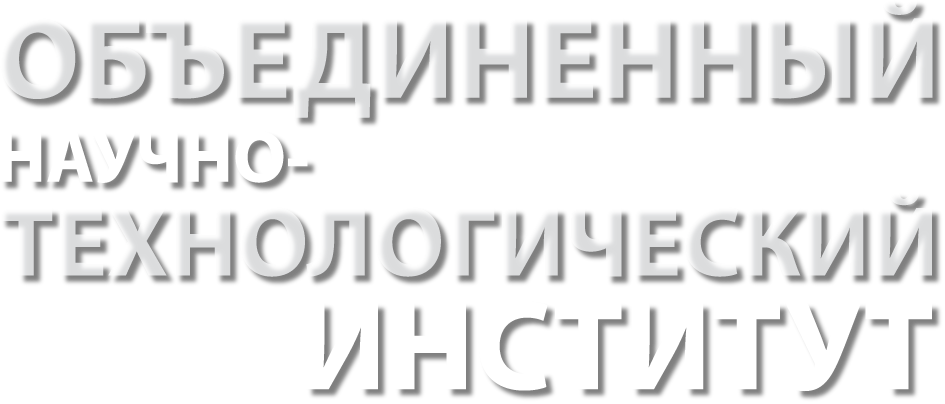 ОБЪЕДИНЕННЫЙ
НАУЧНО-
ТЕХНОЛОГИЧЕСКИЙ
ИНСТИТУТ